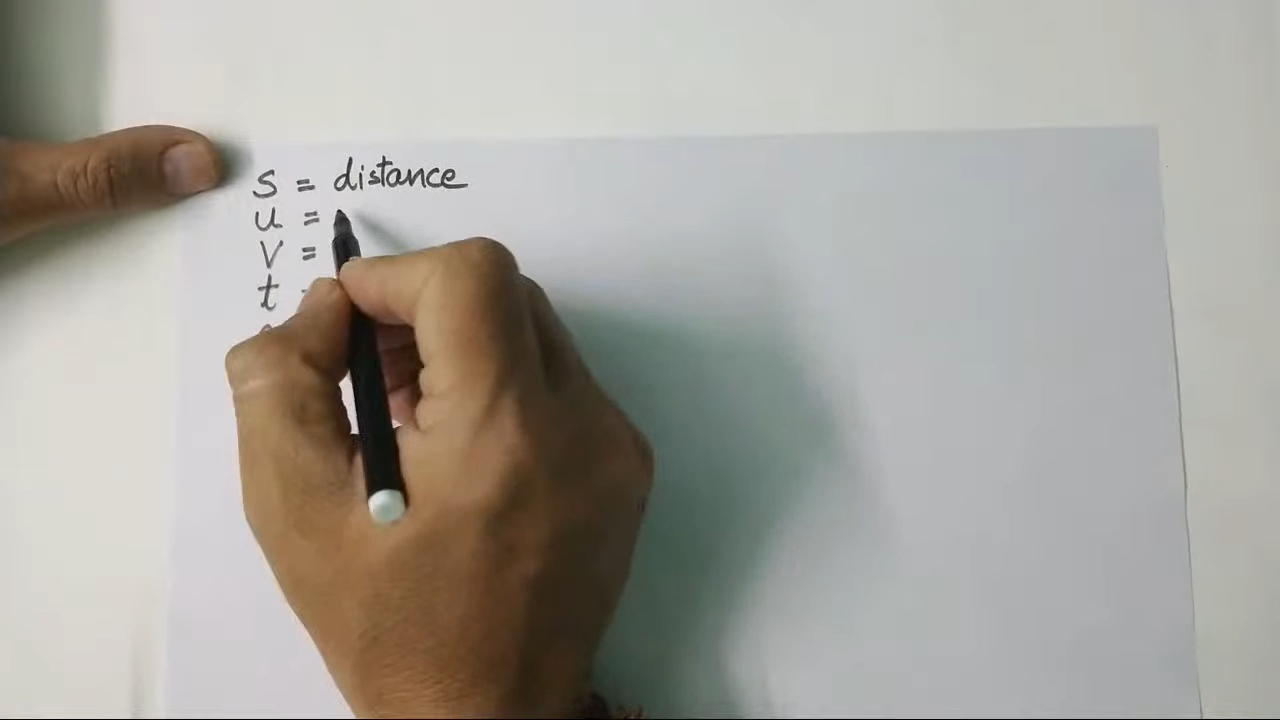 s = distance
u =
v =
t